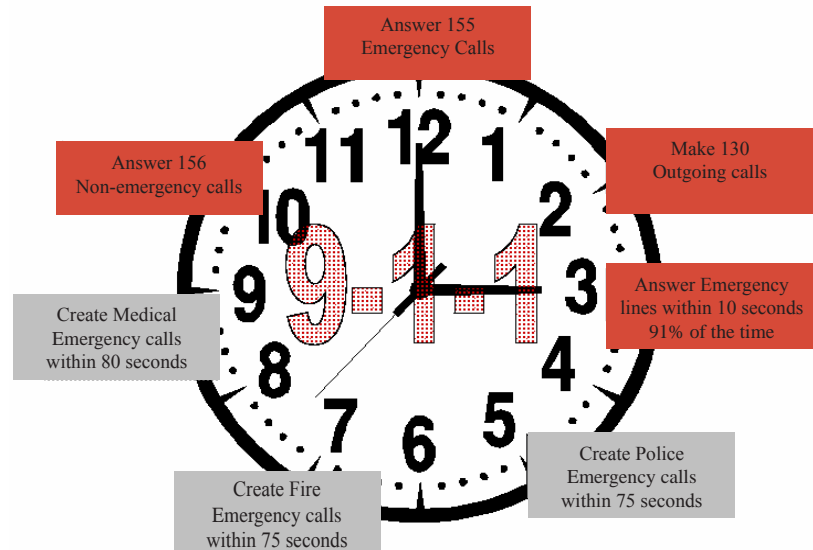 Answer 155
Emergency Calls
Answer 156
Non-emergency calls
Make 130
Outgoing calls
12
11
1
10
2
9-1-1
9
3
Answer Emergency
lines within 10 seconds
91% of the time
Create Medical
Emergency calls
within 80 seconds
8
4
7
5
6
Create Police
Emergency calls
within 75 seconds
Create Fire
Emergency calls
within 75 seconds